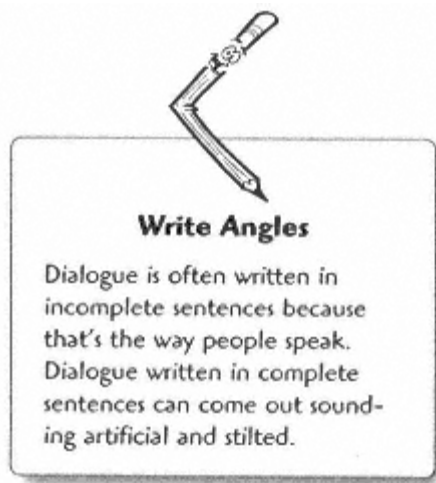 Write Angles
Dialogue is often written in
incomplete sentences because
that's the way people speak.
Dialogue written in complete
sentences can come out sound-
ing artificial and stilted.